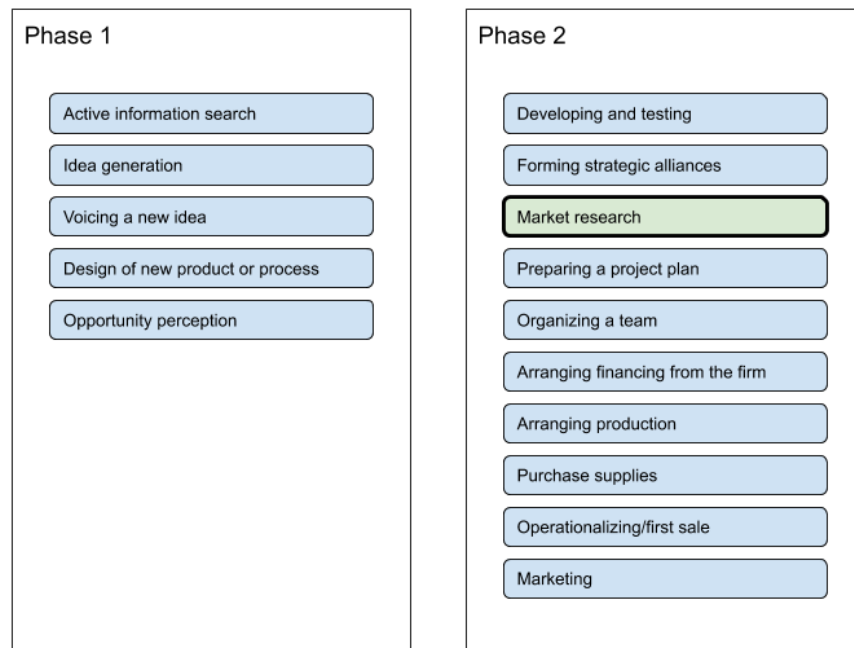 Phase 1
Active information search
Idea generation
Voicing a new idea
Design of new product or process
Opportunity perception
Phase 2
Developing and testing
Forming strategic alliances
Market research
Preparing a project plan
Organizing a team
Arranging financing from the firm
Arranging production
Purchase supplies
Operationalizing/first sale
Marketing